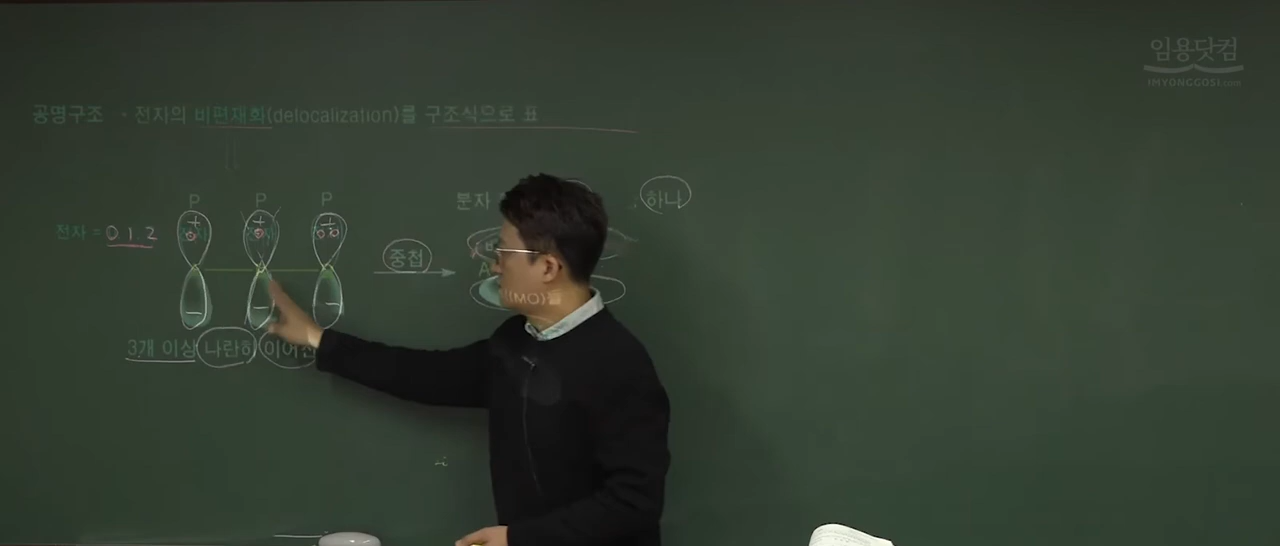 임용닷컴
IMYONGGOSI.com
공명구조 · 전자의 비편재화(delocalization)를 구조식으로 표
P P P
분자
하나
전자 = 0 1 2
+ + +
중첩
((MO)들
- - -
3개 이상 나란히 이어진